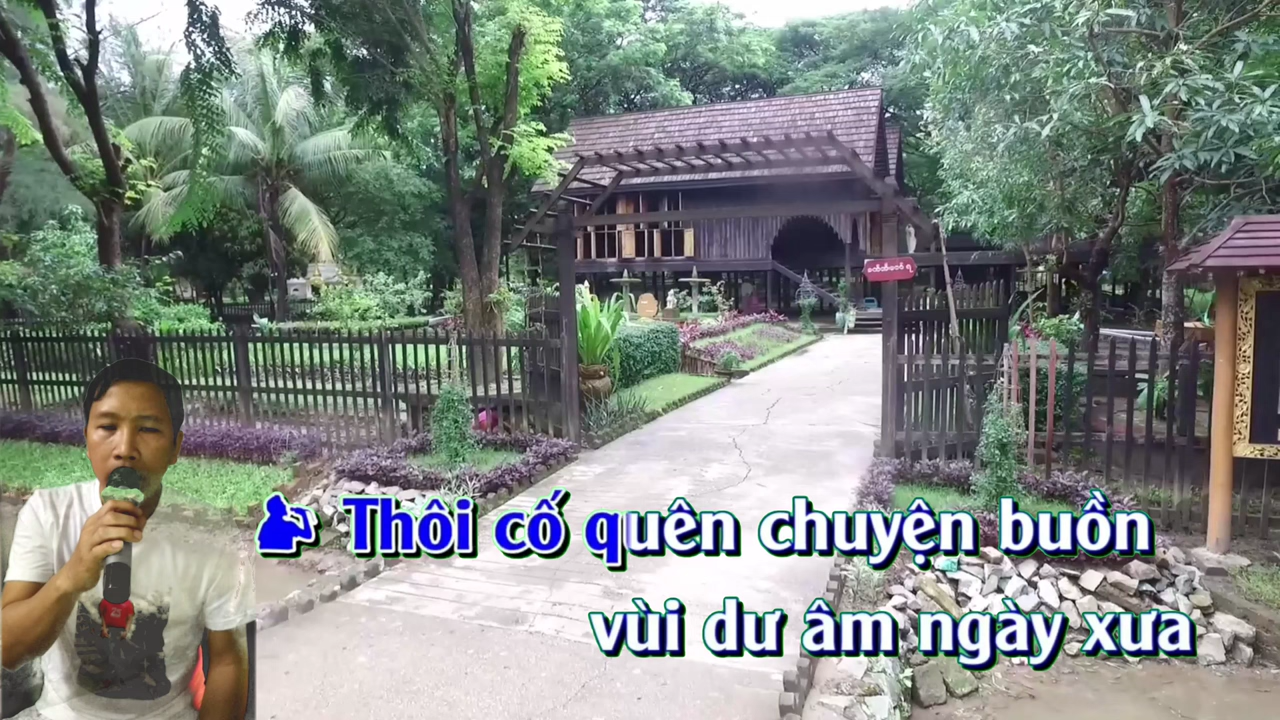 Thôi cố quên chuyện buồn
vùi dư âm ngày xưa